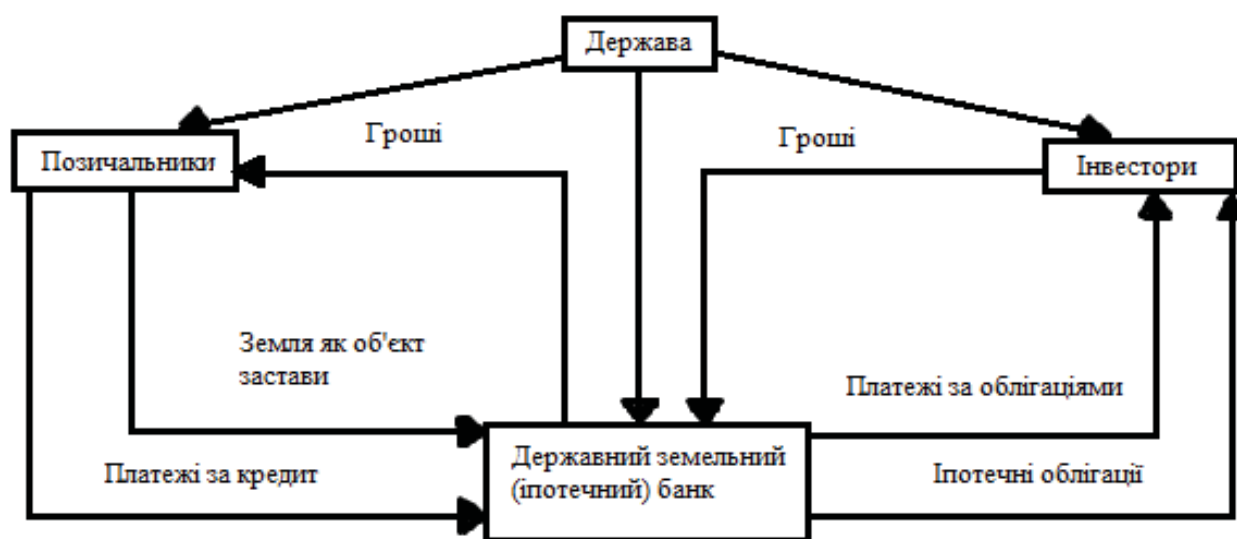 Держава
Гроші
Гроші
Позичальники
Інвестори
Земля як об'єкт
застави
Платежі за облігаціями
Державний земельний
(іпотечний) банк
Платежі за кредит
Іпотечні облігації